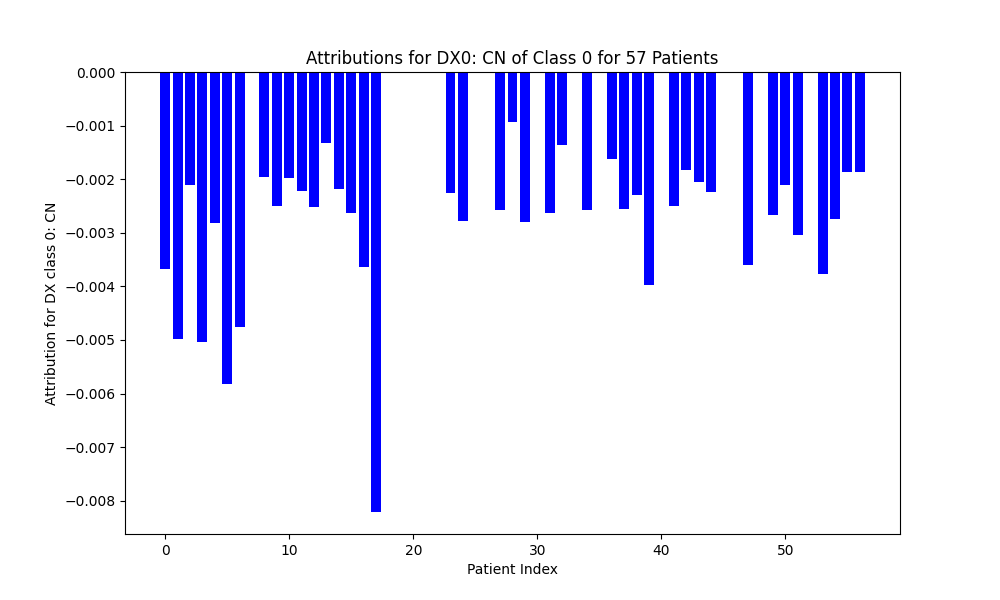 Attributions for DX0: CN of Class 0 for 57 Patients
Attribution for DX class 0: CN
0.000
−0.001
−0.002
−0.003
−0.004
−0.005
−0.006
−0.007
−0.008
0 10 20 30 40 50
Patient Index